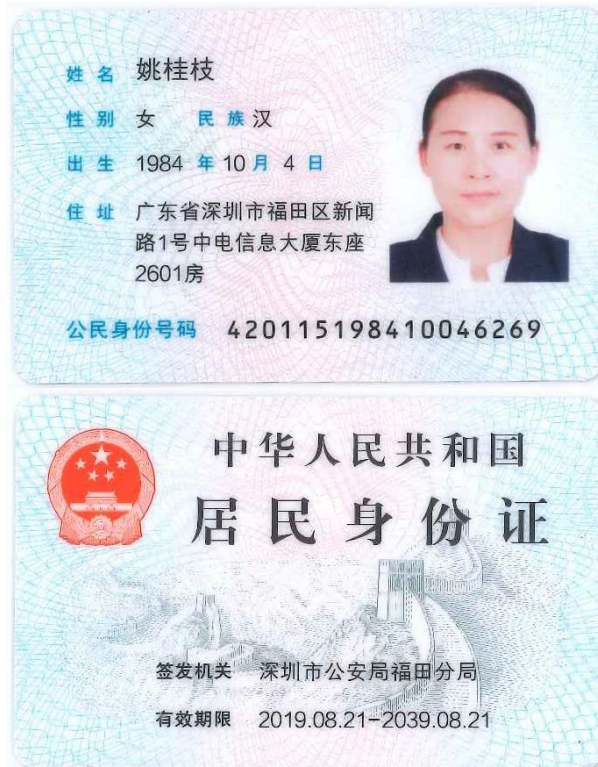 姓名 姚桂枝
性别 女 民族 汉
出生 1984 年 10 月 4 日
住址 广东省深圳市福田区新闻
路1号中电信息大厦东座
2601房
公民身份号码 420115198410046269
中华人民共和国
居民身份证
签发机关 深圳市公安局福田分局
有效期限 2019.08.21-2039.08.21